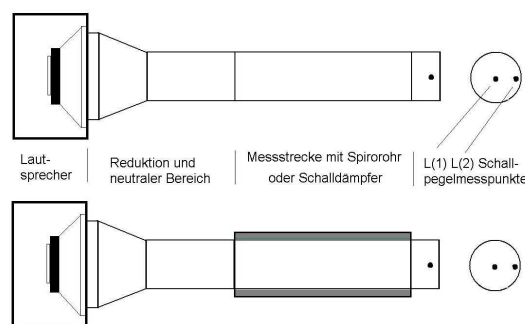 Laut-
sprecher
Reduktion und
neutraler Bereich
Messstrecke mit Spirorohr
oder Schalldämpfer
L(1) L(2) Schall-
pegelmesspunkte